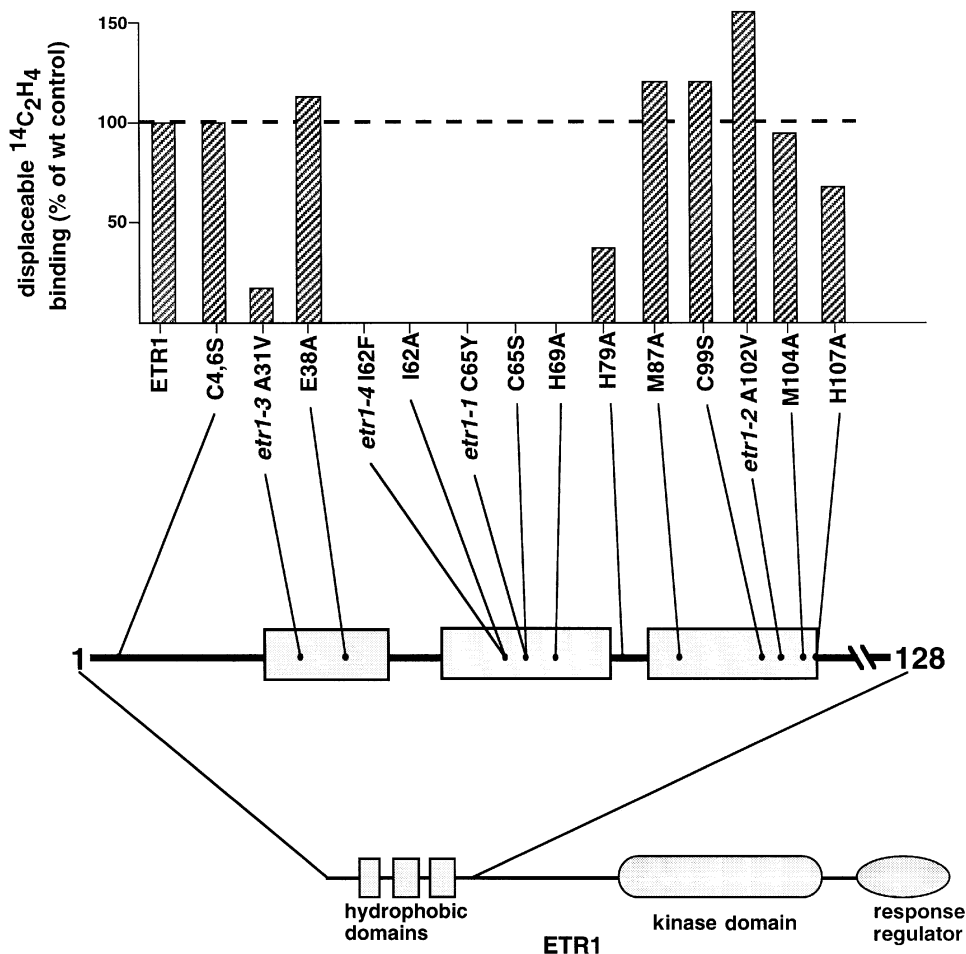 displaceable ¹⁴C₂H₄
binding (% of wt control)
150
100
50
ETR1
C4,6S
etr1-3 A31V
E38A
etr1-4 I62F
I62A
etr1-1 C65Y
C65S
H69A
H79A
M87A
C99S
etr1-2 A102V
M104A
H107A
1
128
hydrophobic
domains
kinase domain
response
regulator
ETR1